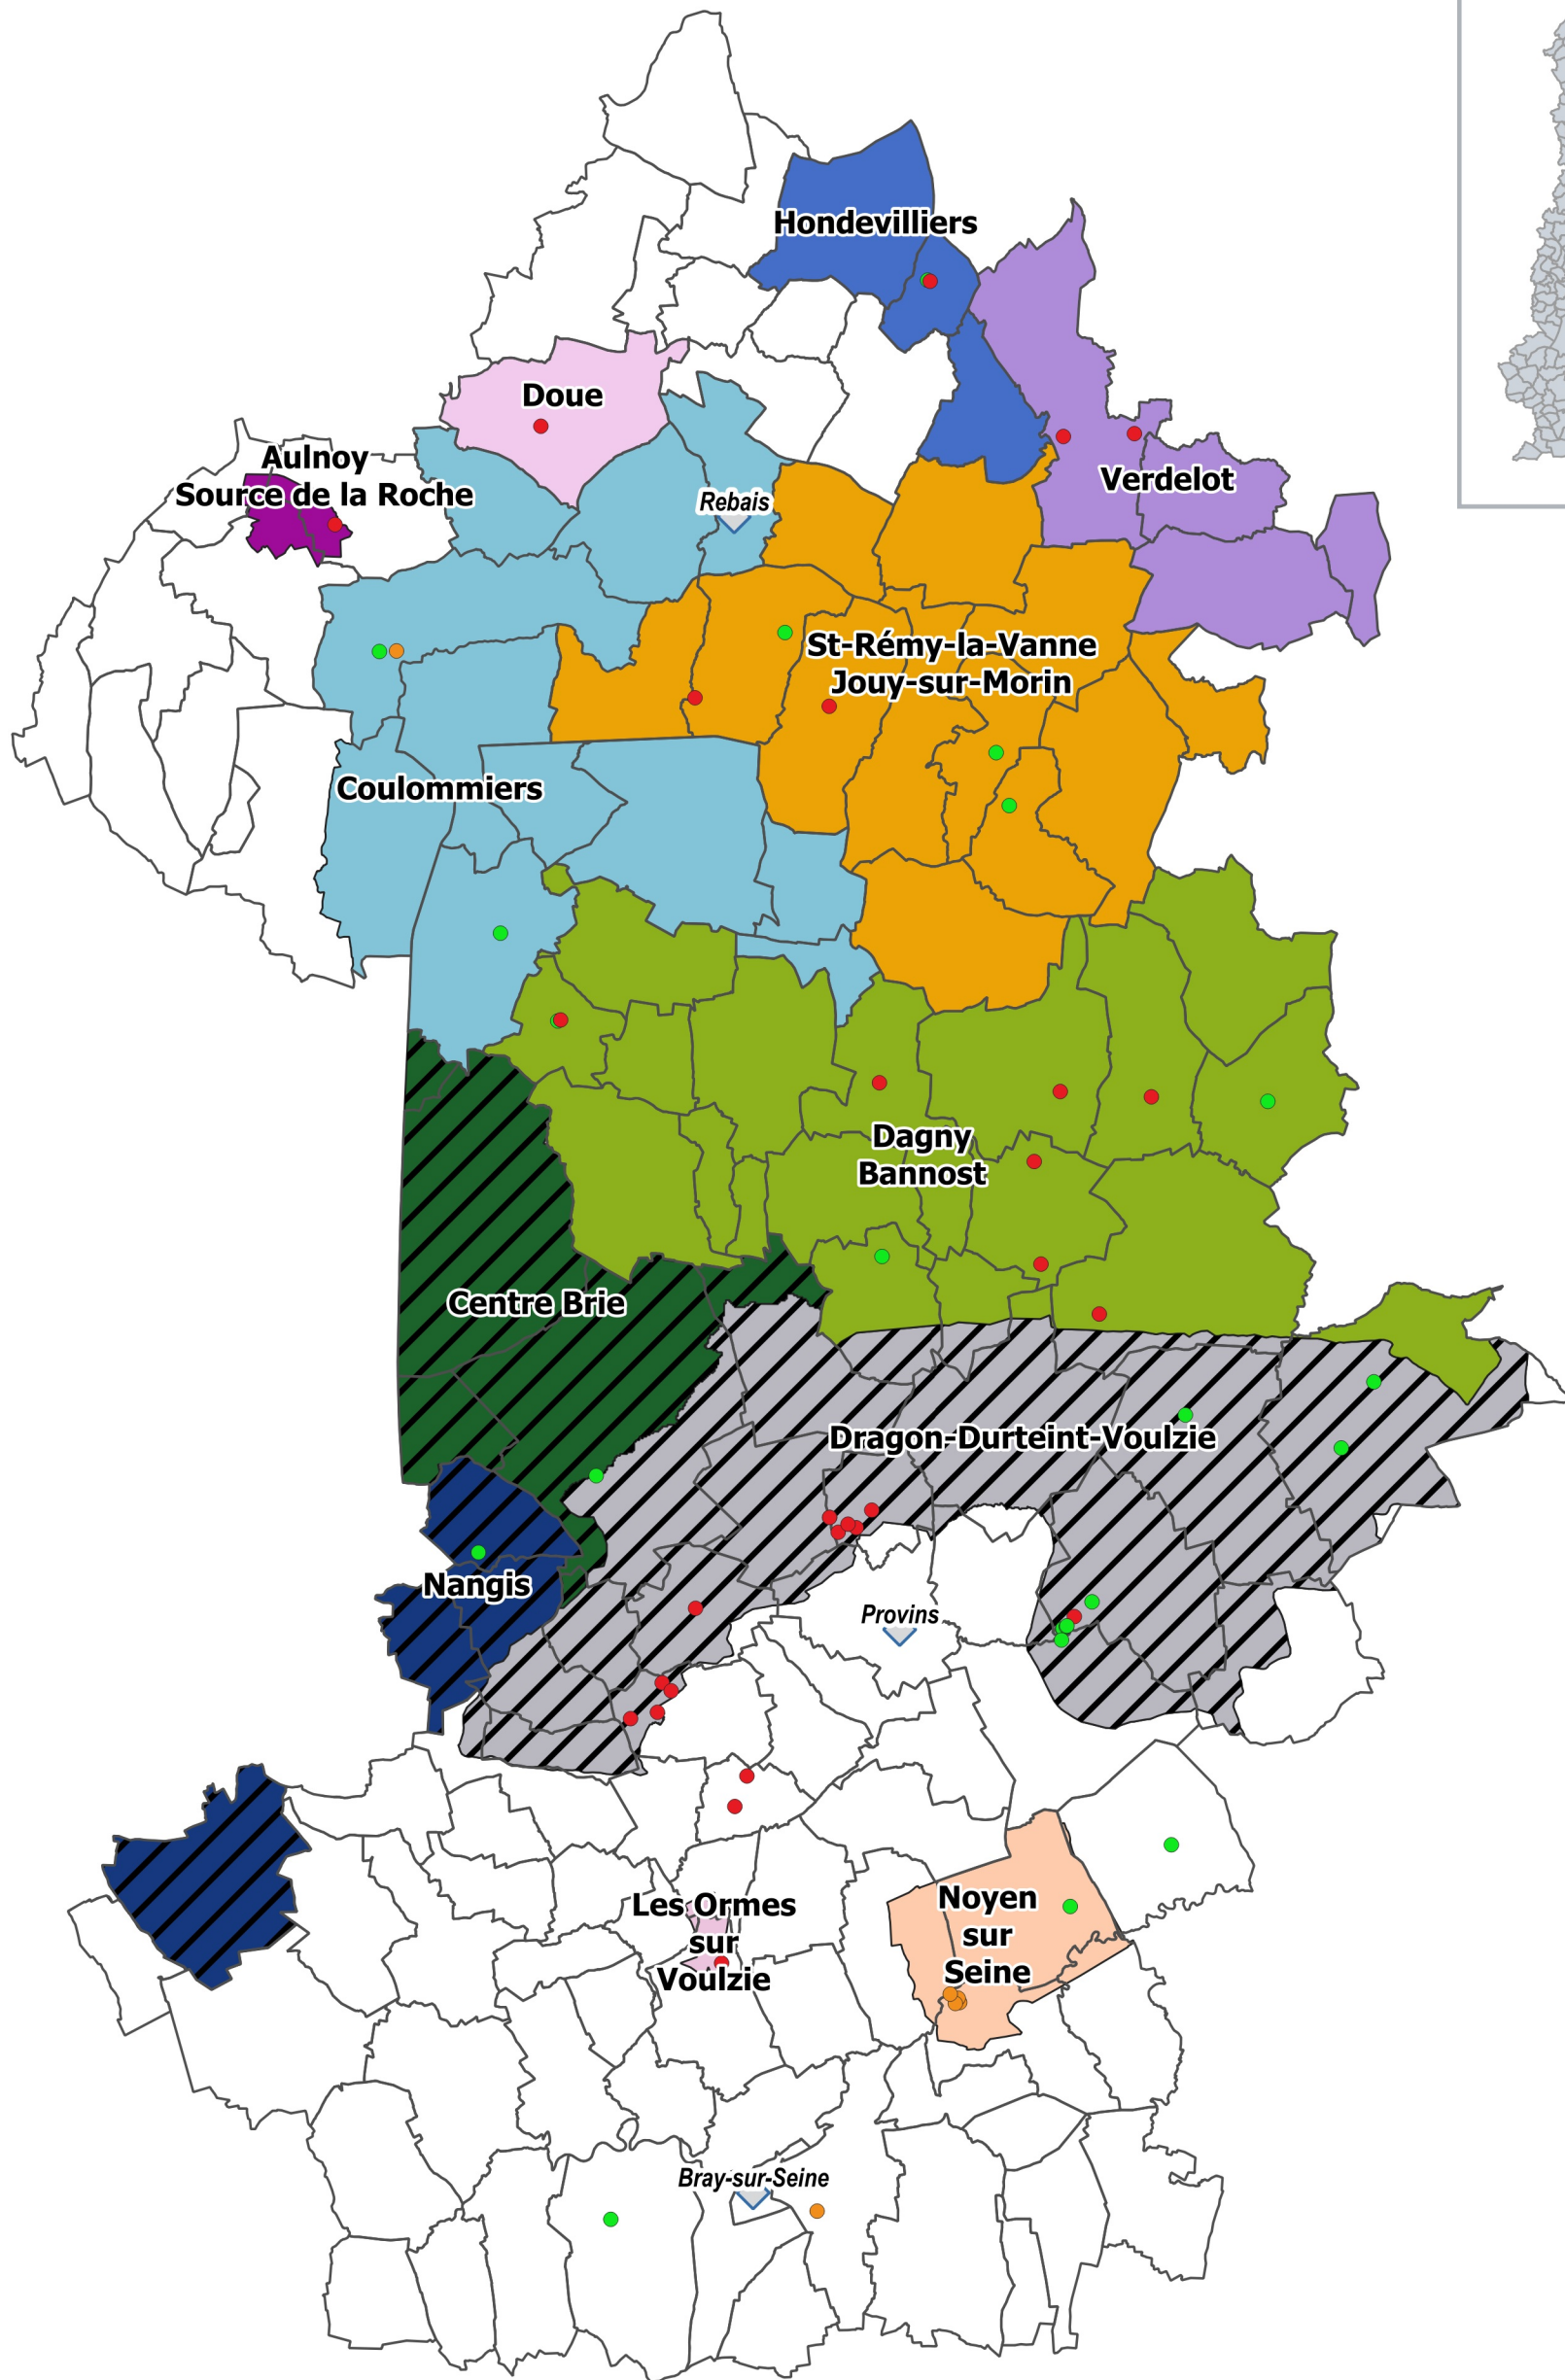 Hondevilliers
Doue
Aulnoy
Source de la Roche
Verdelot
Rebais
St-Rémy-la-Vanne
Jouy-sur-Morin
Coulommiers
Dagny
Bannost
Centre Brie
Dragon-Durteint-Voulzie
Nangis
Provins
Les Ormes
sur
Voulzie
Noyen
sur
Seine
Bray-sur-Seine